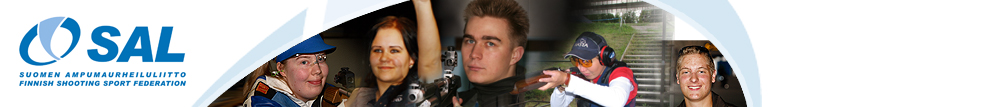 SAL
SUOMEN AMPUMAURHEILULIITTO
FINNISH SHOOTING SPORT FEDERATION